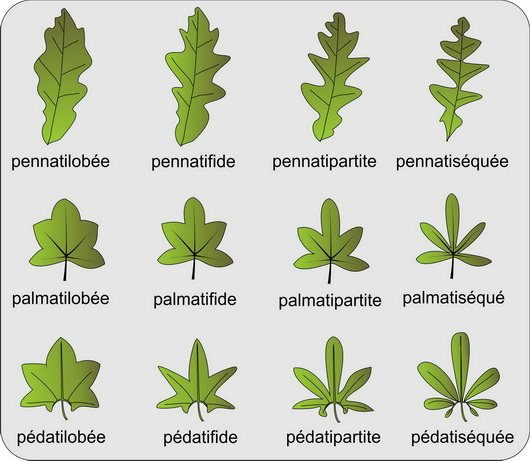 pennatilobée pennatifide pennatipartite pennatiséquée
palmatilobée palmatifide palmatipartite palmatiséqué
pédatilobée pédatifide pédatipartite pédatiséquée